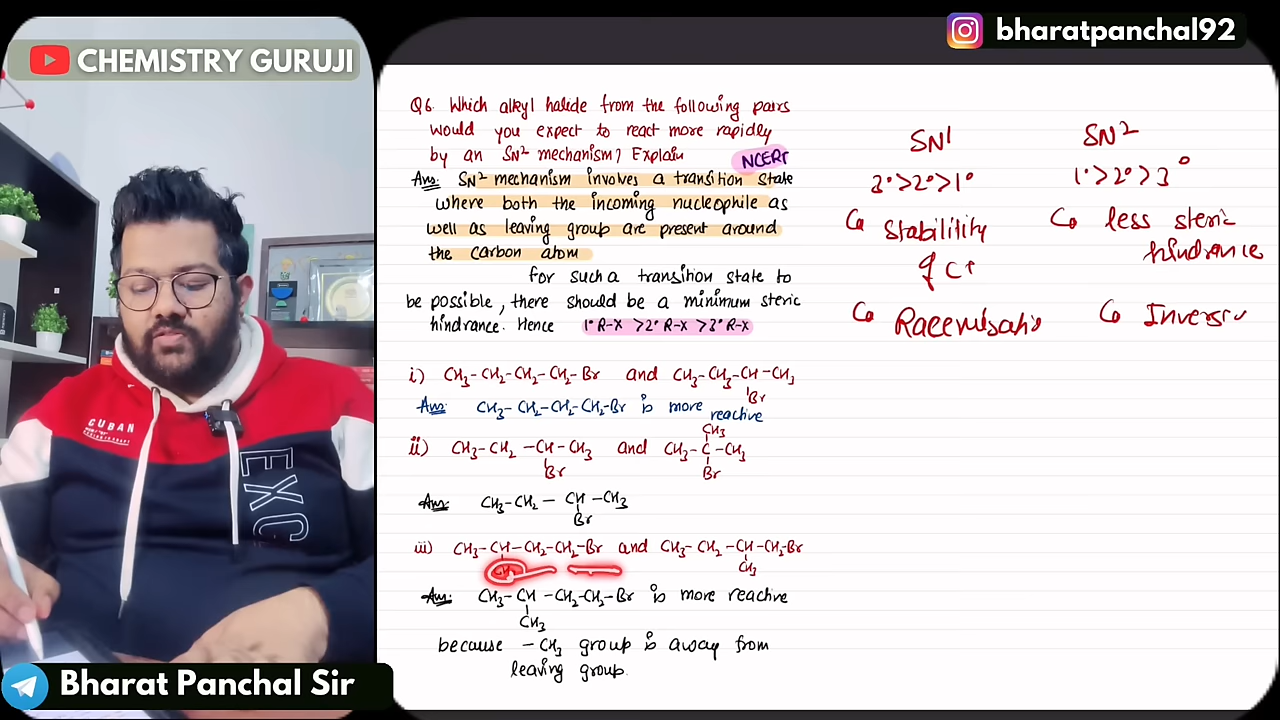 CHEMISTRY GURUJI
bharatpanchal92
Q6. Which alkyl halide from the following pairs
would you expect to react more rapidly
by an SN² mechanism? Explain NCERT
Ans: SN² mechanism involves a transition state
where both the incoming nucleophile as
well as leaving group are present around
the carbon atom
for such a transition state to
be possible, there should be a minimum steric
hindrance. Hence 1° R-X >2° R-X >3° R-X
i) CH₃-CH₂-CH₂-CH₂-Br and CH₃-CH₂-CH-CH₃
Br
Ans: CH₃-CH₂-CH₂-CH₂-Br is more
reactive
CH₃
ii) CH₃-CH₂-CH-CH₃ and CH₃-C-CH₃
Br Br
Ans: CH₃-CH₂-CH-CH₃
Br
iii) CH₃-CH-CH₂-CH₂-Br and CH₃-CH₂-CH-CH₂Br
CH₃ CH₃
Ans: CH₃-CH-CH₂-CH₂-Br is more reactive
CH₃
because -CH₃ group is away from
leaving group.
SN¹ SN²
3°>2°>1° 1°>2°>3°
Stabilitity less steric
of C+ hindrance
Racemisatio Inversio
CUBAN
EXC
Bharat Panchal Sir